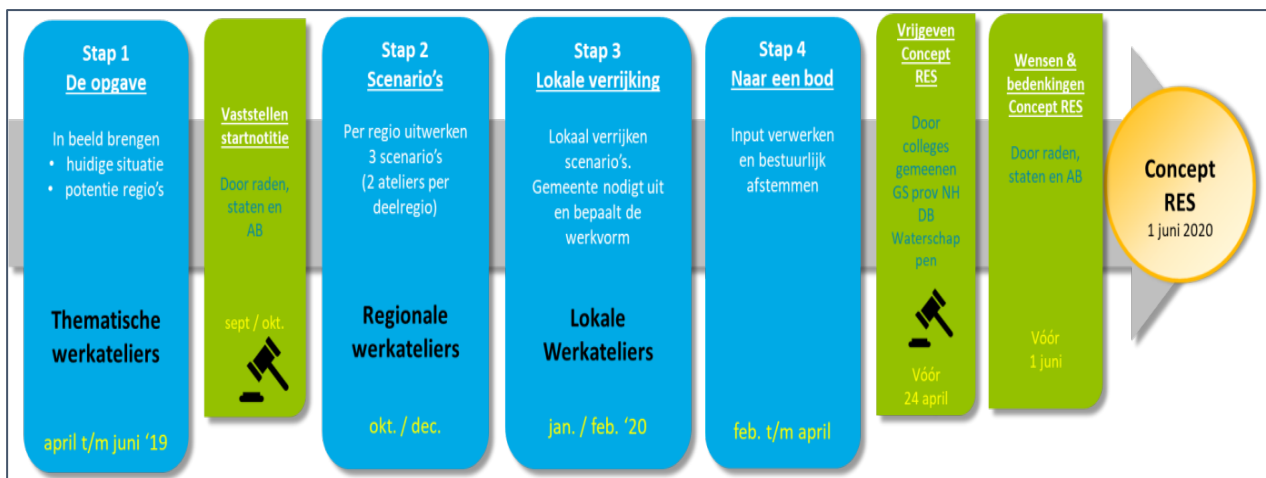 Stap 1
De opgave
In beeld brengen
• huidige situatie
• potentie regio's
Thematische
werkateliers
april t/m juni '19
Vaststellen
startnotitie
Door raden,
staten en
AB
sept / okt.
Stap 2
Scenario's
Per regio uitwerken
3 scenario's
(2 ateliers per
deelregio)
Regionale
werkateliers
okt. / dec.
Stap 3
Lokale verrijking
Lokaal verrijken
scenario's.
Gemeente nodigt uit
en bepaalt de
werkvorm
Lokale
Werkateliers
jan. / feb. '20
Stap 4
Naar een bod
Input verwerken
en bestuurlijk
afstemmen
feb. t/m april
Vrijgeven
Concept
RES
Door
colleges
gemeenen
GS prov NH
DB
Waterschap
pen
Vóór
24 april
Wensen &
bedenkingen
Concept RES
Door raden,
staten en AB
Vóór
1 juni
Concept
RES
1 juni 2020